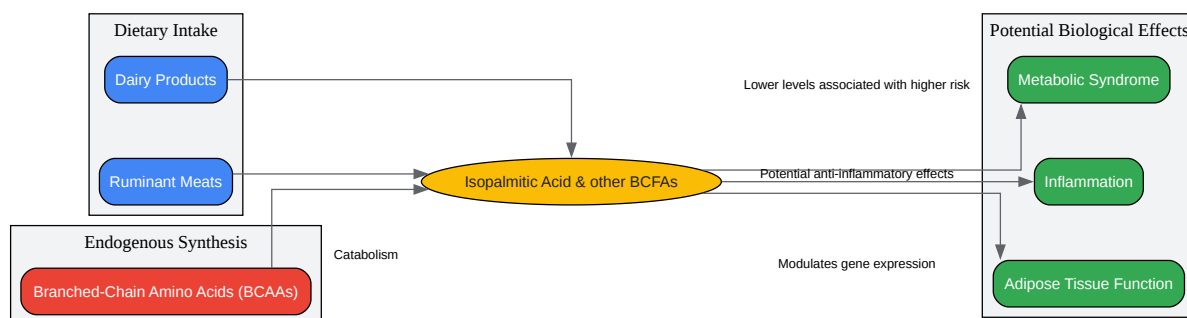 Dietary Intake
Dairy Products
Ruminant Meats
Endogenous Synthesis
Branched-Chain Amino Acids (BCAAs)
Catabolism
Isopalmitic Acid & other BCFAs
Lower levels associated with higher risk
Potential anti-inflammatory effects
Modulates gene expression
Potential Biological Effects
Metabolic Syndrome
Inflammation
Adipose Tissue Function